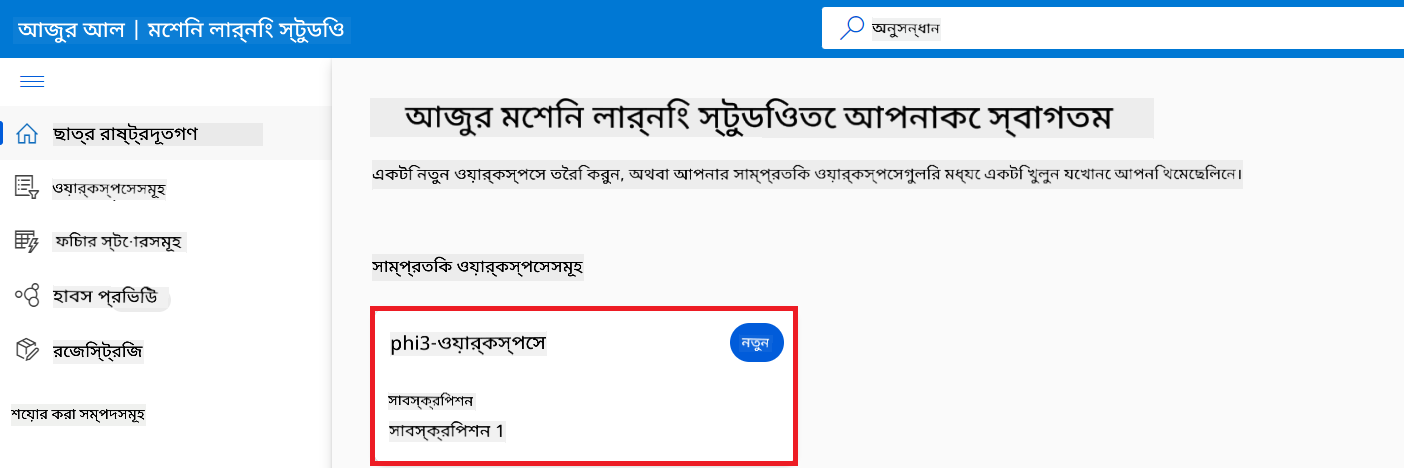 আজুর আল | মেশিন লার্নিং স্টুডিও
অনুসন্ধান
ছাত্র রাষ্ট্রদূতগণ
ওয়ার্কস্পেসসমূহ
ফিচার স্টোরসমূহ
হাবস প্রিভিউ
রেজিস্ট্রি
শেয়ার করা সম্পদসমূহ
আজুর মেশিন লার্নিং স্টুডিওতে আপনাকে স্বাগতম
একটি নতুন ওয়ার্কস্পেস তৈরি করুন, অথবা আপনার সাম্প্রতিক ওয়ার্কস্পেসগুলির মধ্যে একটি খুলুন যেখানে আপনি থেমেছিলেন।
সাম্প্রতিক ওয়ার্কস্পেসসমূহ
phi3-ওয়ার্কস্পেস
নতুন
সাবস্ক্রিপশন
সাবস্ক্রিপশন 1